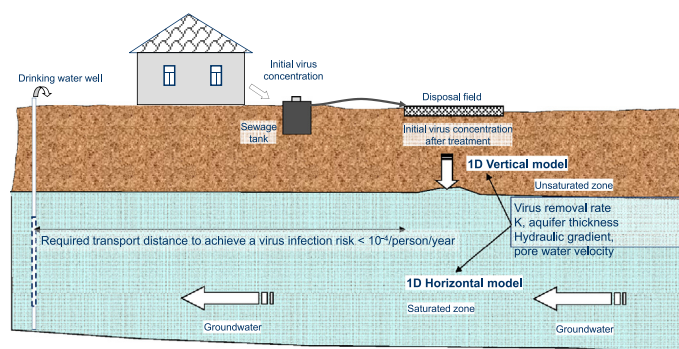 Drinking water well
Initial virus
concentration
Sewage
tank
Disposal field
Initial virus concentration
after treatment
1D Vertical model
Unsaturated zone
Virus removal rate
K, aquifer thickness
Hydraulic gradient,
pore water velocity
Required transport distance to achieve a virus infection risk < 10⁻⁴/person/year
1D Horizontal model
Saturated zone
Groundwater
Groundwater